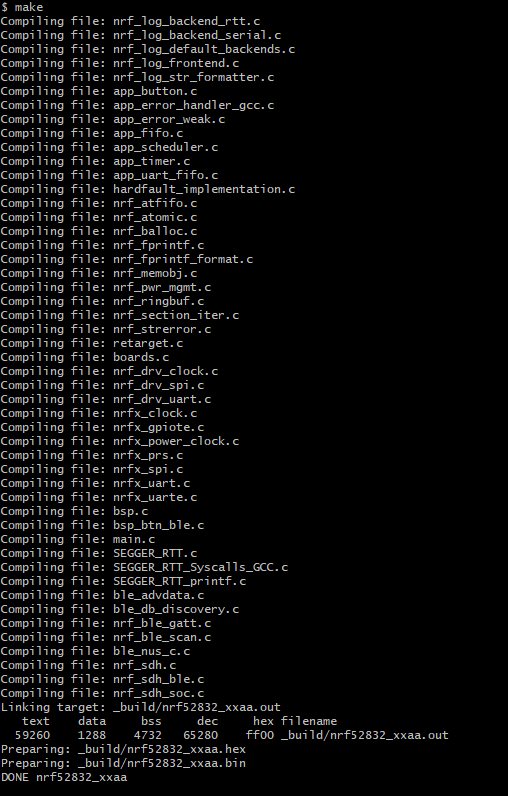 $ make
Compiling file: nrf_log_backend_rtt.c
Compiling file: nrf_log_backend_serial.c
Compiling file: nrf_log_default_backends.c
Compiling file: nrf_log_frontend.c
Compiling file: nrf_log_str_formatter.c
Compiling file: app_button.c
Compiling file: app_error_handler_gcc.c
Compiling file: app_error_weak.c
Compiling file: app_fifo.c
Compiling file: app_scheduler.c
Compiling file: app_timer.c
Compiling file: app_uart_fifo.c
Compiling file: hardfault_implementation.c
Compiling file: nrf_atfifo.c
Compiling file: nrf_atomic.c
Compiling file: nrf_balloc.c
Compiling file: nrf_fprintf.c
Compiling file: nrf_fprintf_format.c
Compiling file: nrf_memobj.c
Compiling file: nrf_pwr_mgmt.c
Compiling file: nrf_ringbuf.c
Compiling file: nrf_section_iter.c
Compiling file: nrf_strerror.c
Compiling file: retarget.c
Compiling file: boards.c
Compiling file: nrf_drv_clock.c
Compiling file: nrf_drv_spi.c
Compiling file: nrf_drv_uart.c
Compiling file: nrfx_clock.c
Compiling file: nrfx_gpiote.c
Compiling file: nrfx_power_clock.c
Compiling file: nrfx_prs.c
Compiling file: nrfx_spi.c
Compiling file: nrfx_uart.c
Compiling file: nrfx_uarte.c
Compiling file: bsp.c
Compiling file: bsp_btn_ble.c
Compiling file: main.c
Compiling file: SEGGER_RTT.c
Compiling file: SEGGER_RTT_Syscalls_GCC.c
Compiling file: SEGGER_RTT_printf.c
Compiling file: ble_advdata.c
Compiling file: ble_db_discovery.c
Compiling file: nrf_ble_gatt.c
Compiling file: nrf_ble_scan.c
Compiling file: ble_nus_c.c
Compiling file: nrf_sdh.c
Compiling file: nrf_sdh_ble.c
Compiling file: nrf_sdh_soc.c
Linking target: _build/nrf52832_xxaa.out
   text    data     bss     dec     hex filename
  59260    1288    4732   65280    ff00 _build/nrf52832_xxaa.out
Preparing: _build/nrf52832_xxaa.hex
Preparing: _build/nrf52832_xxaa.bin
DONE nrf52832_xxaa